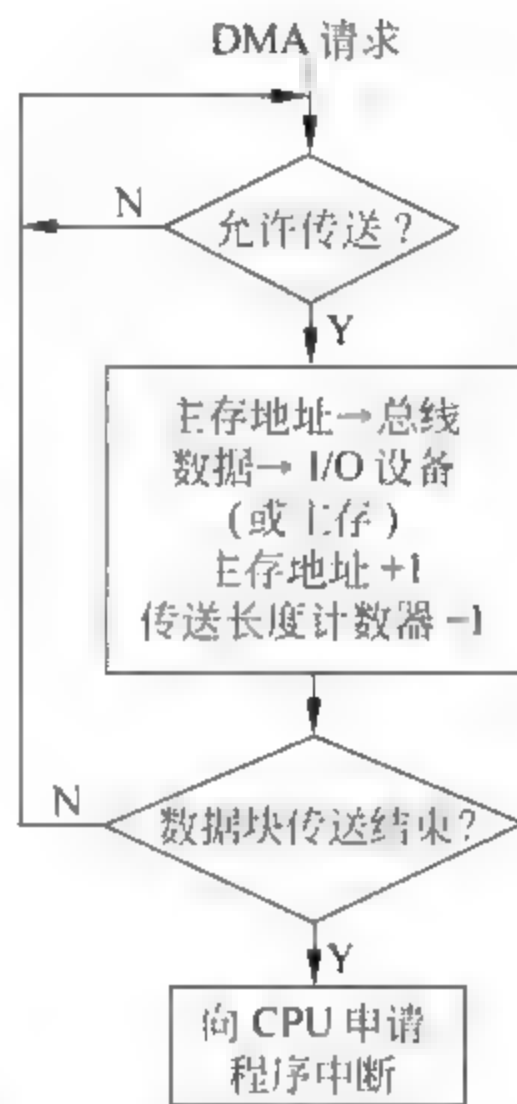 DMA 请求
N
允许传送?
Y
主存地址→总线
数据→ I/O 设备
(或主存)
主存地址 +1
传送长度计数器 -1
N
数据块传送结束?
Y
向 CPU 申请
程序中断